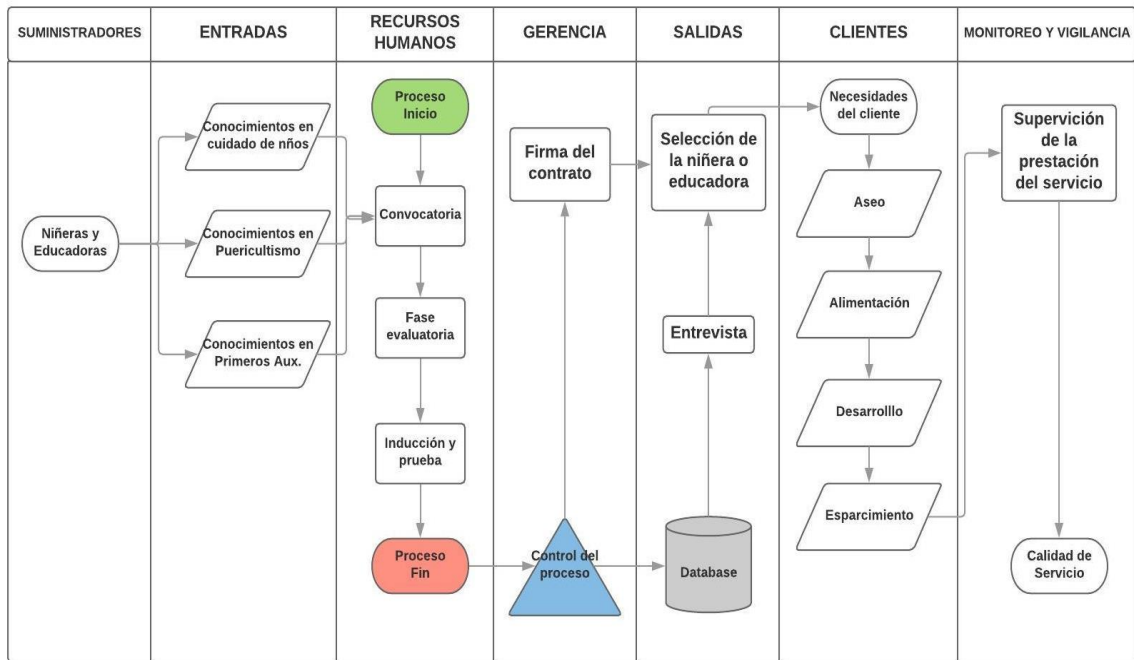 SUMINISTRADORES
ENTRADAS
RECURSOS
HUMANOS
GERENCIA
SALIDAS
CLIENTES
MONITOREO Y VIGILANCIA
Niñeras y
Educadoras
Conocimientos en
cuidado de nños
Conocimientos en
Puericultismo
Conocimientos en
Primeros Aux.
Proceso
Inicio
Convocatoria
Fase
evaluatoria
Inducción y
prueba
Proceso
Fin
Firma del
contrato
Control del
proceso
Selección de
la niñera o
educadora
Entrevista
Database
Necesidades
del cliente
Aseo
Alimentación
Desarrolllo
Esparcimiento
Supervición
de la
prestación
del servicio
Calidad de
Servicio